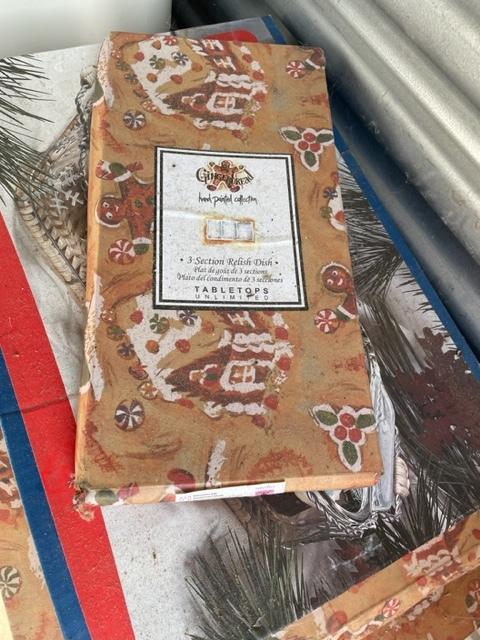 Gingerbread
hand painted collection
• 3 Section Relish Dish •
Plat de goût de 3 sections
Plato del condimento de 3 secciones
TABLETOPS
UNLIMITED